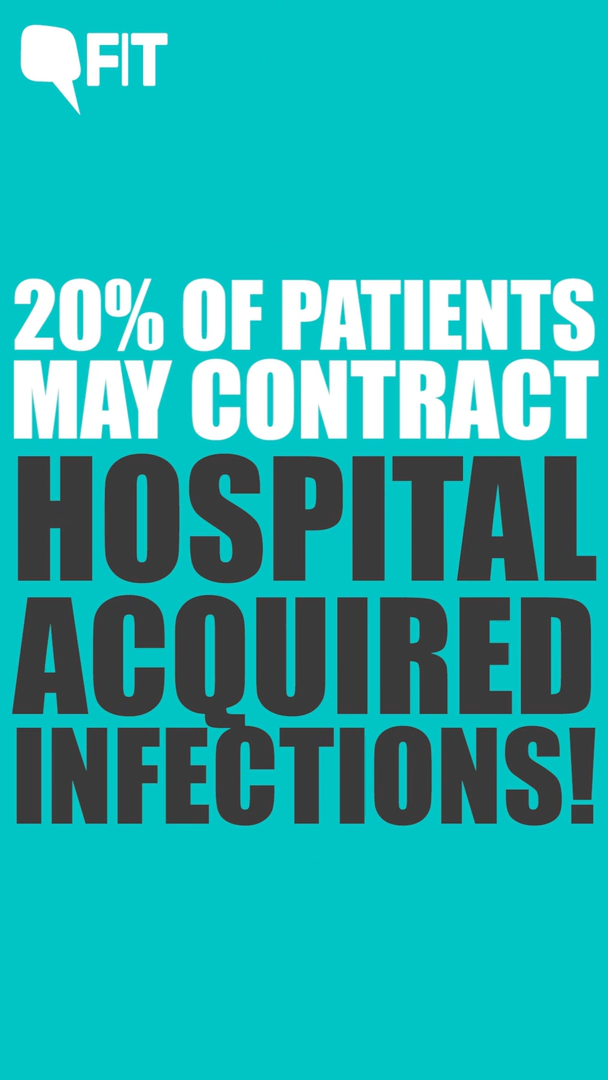 FIT
20% OF PATIENTS
MAY CONTRACT
HOSPITAL
ACQUIRED
INFECTIONS!